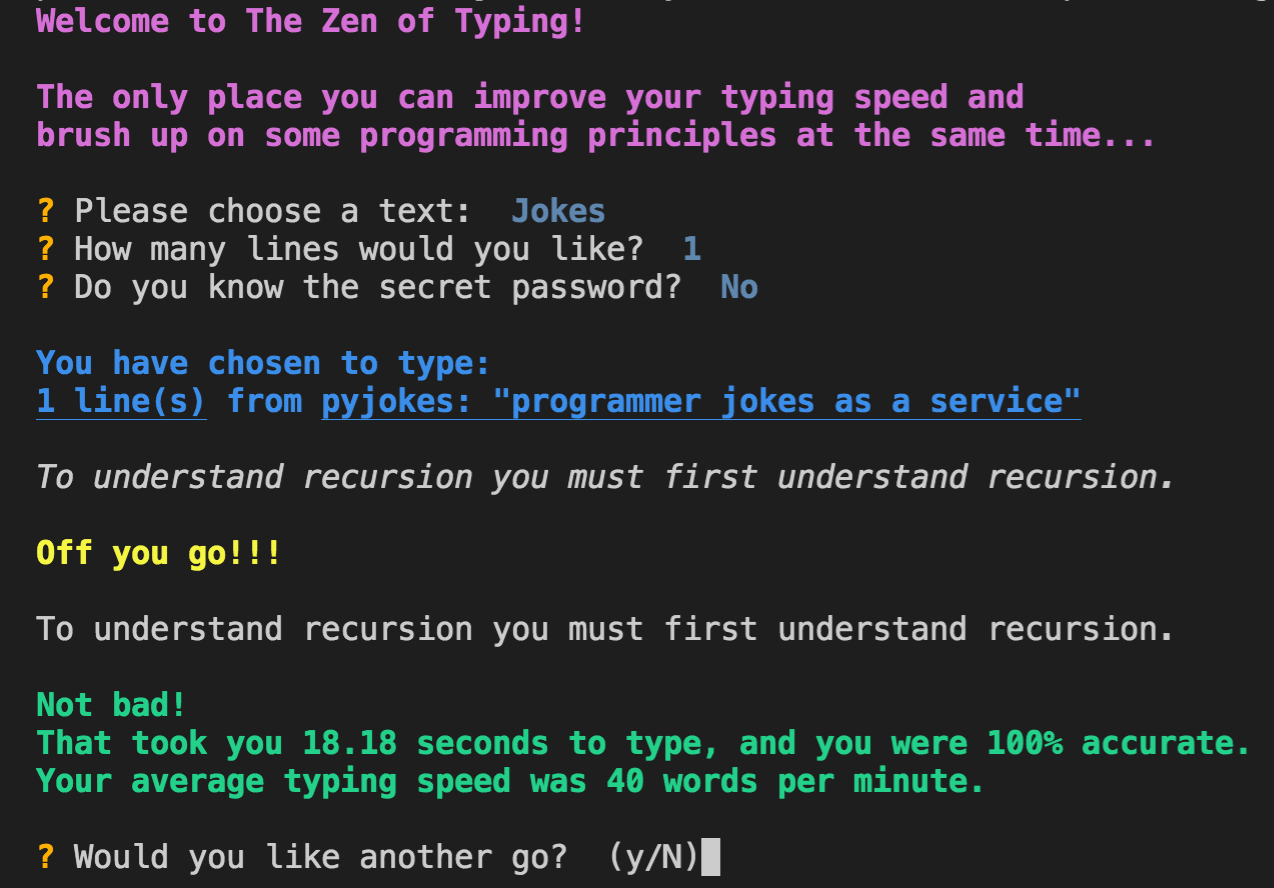 Welcome to The Zen of Typing!
The only place you can improve your typing speed and
brush up on some programming principles at the same time...
? Please choose a text:  Jokes
? How many lines would you like?  1
? Do you know the secret password?  No
You have chosen to type:
1 line(s) from pyjokes: "programmer jokes as a service"
To understand recursion you must first understand recursion.
Off you go!!!
To understand recursion you must first understand recursion.
Not bad!
That took you 18.18 seconds to type, and you were 100% accurate.
Your average typing speed was 40 words per minute.
? Would you like another go?  (y/N)